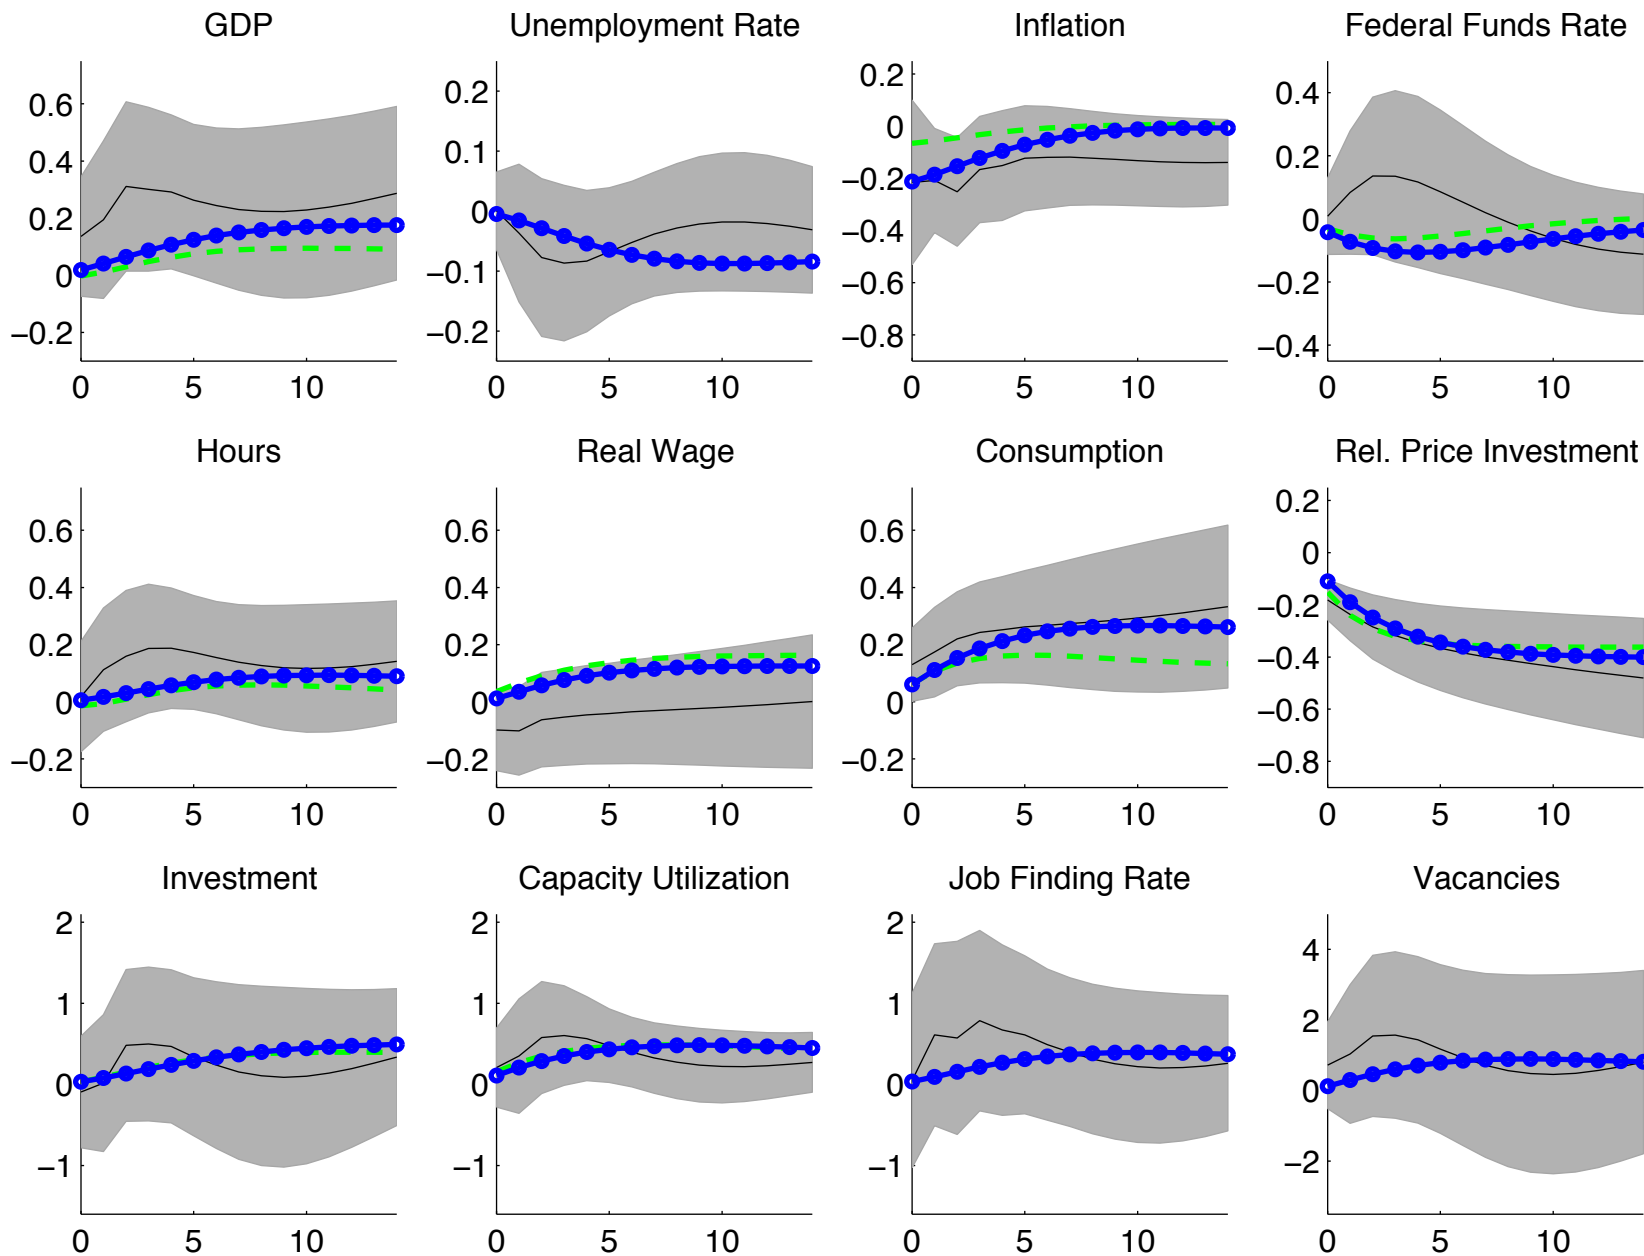 GDP Unemployment Rate Inflation Federal Funds Rate
0.6 0.2 0.2 0.4
0.4 0.1 0 0.2
0.2 0 −0.2 0
0 −0.1 −0.4 −0.2
−0.2 −0.2 −0.6 −0.4
−0.8
0 5 10 0 5 10 0 5 10 0 5 10
Hours Real Wage Consumption Rel. Price Investment
0.6 0.6 0.6 0.2
0.4 0.4 0.4 0
0.2 0.2 0.2 −0.2
0 0 0 −0.4
−0.2 −0.2 −0.2 −0.6
−0.8
0 5 10 0 5 10 0 5 10 0 5 10
Investment Capacity Utilization Job Finding Rate Vacancies
2 2 2 4
1 1 1 2
0 0 0 0
−1 −1 −1 −2
0 5 10 0 5 10 0 5 10 0 5 10